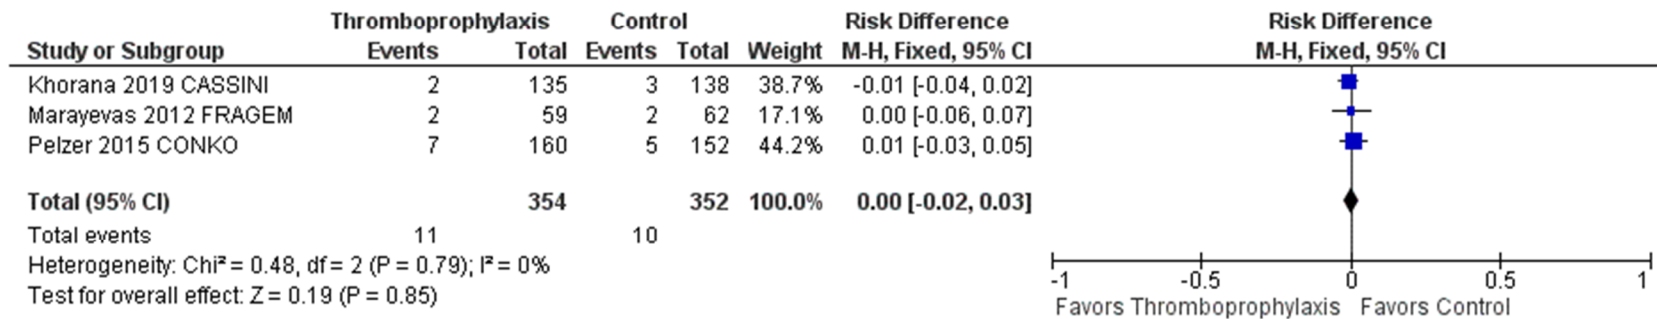 Thromboprophylaxis Control Risk Difference Risk Difference
Study or Subgroup Events Total Events Total Weight M-H, Fixed, 95% CI M-H, Fixed, 95% CI
Khorana 2019 CASSINI 2 135 3 138 38.7% -0.01 [-0.04, 0.02]
Marayevas 2012 FRAGEM 2 59 2 62 17.1% 0.00 [-0.06, 0.07]
Pelzer 2015 CONKO 7 160 5 152 44.2% 0.01 [-0.03, 0.05]
Total (95% CI) 354 352 100.0% 0.00 [-0.02, 0.03]
Total events 11 10
Heterogeneity: Chi² = 0.48, df = 2 (P = 0.79); I² = 0%
Test for overall effect: Z = 0.19 (P = 0.85)
-1 -0.5 0 0.5 1
Favors Thromboprophylaxis Favors Control